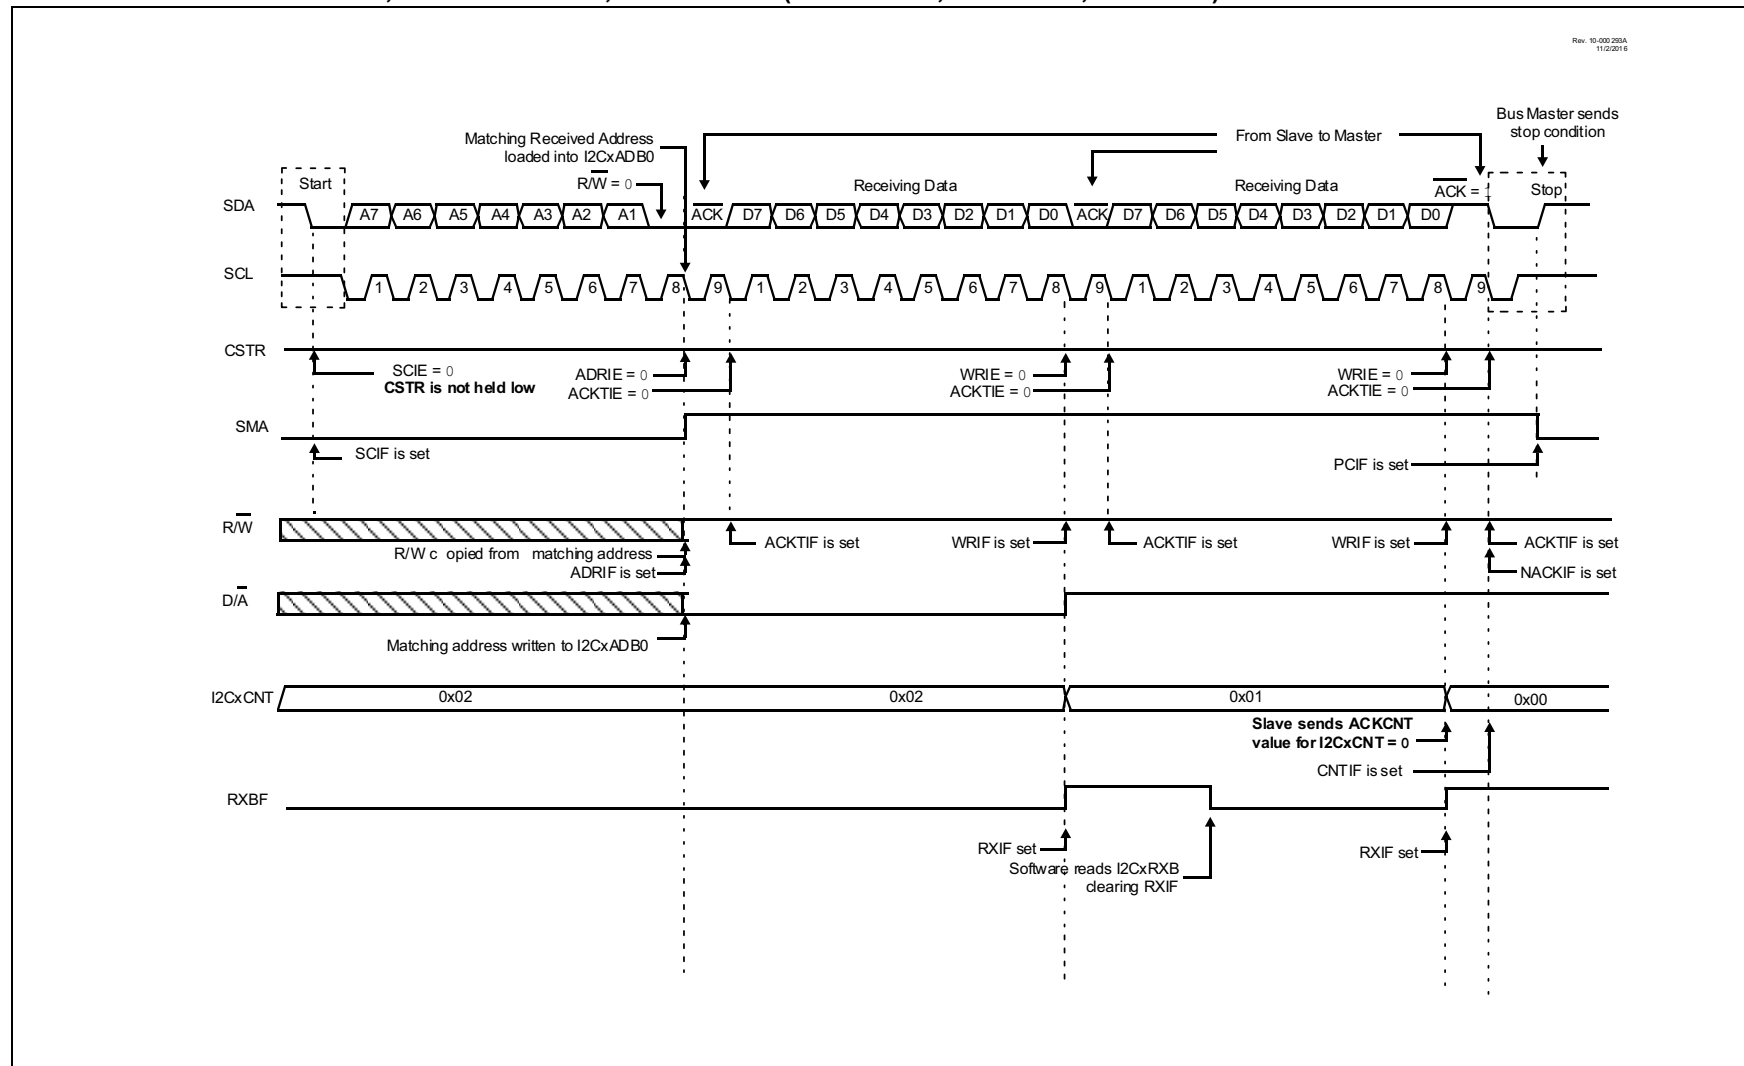 Rev. 10-000 293A
11/2/2016
Bus Master sends
stop condition
Matching Received Address
loaded into I2CxADB0
From Slave to Master
R/W = 0
Start
Receiving Data
Receiving Data
ACK =
Stop
SDA
A7 A6 A5 A4 A3 A2 A1 ACK D7 D6 D5 D4 D3 D2 D1 D0 ACK D7 D6 D5 D4 D3 D2 D1 D0
SCL
1 2 3 4 5 6 7 8 9 1 2 3 4 5 6 7 8 9 1 2 3 4 5 6 7 8 9
CSTR
SCIE = 0
CSTR is not held low
ADRIE = 0
ACKTIE = 0
WRIE = 0
ACKTIE = 0
WRIE = 0
ACKTIE = 0
SMA
SCIF is set
PCIF is set
R/W
ACKTIF is set
WRIF is set
ACKTIF is set
WRIF is set
ACKTIF is set
NACKIF is set
R/W c opied from matching address
ADRIF is set
D/A
Matching address written to I2CxADB0
I2CxCNT
0x02
0x02
0x01
0x00
Slave sends ACKCNT
value for I2CxCNT = 0
CNTIF is set
RXBF
RXIF set
Software reads I2CxRXB
clearing RXIF
RXIF set